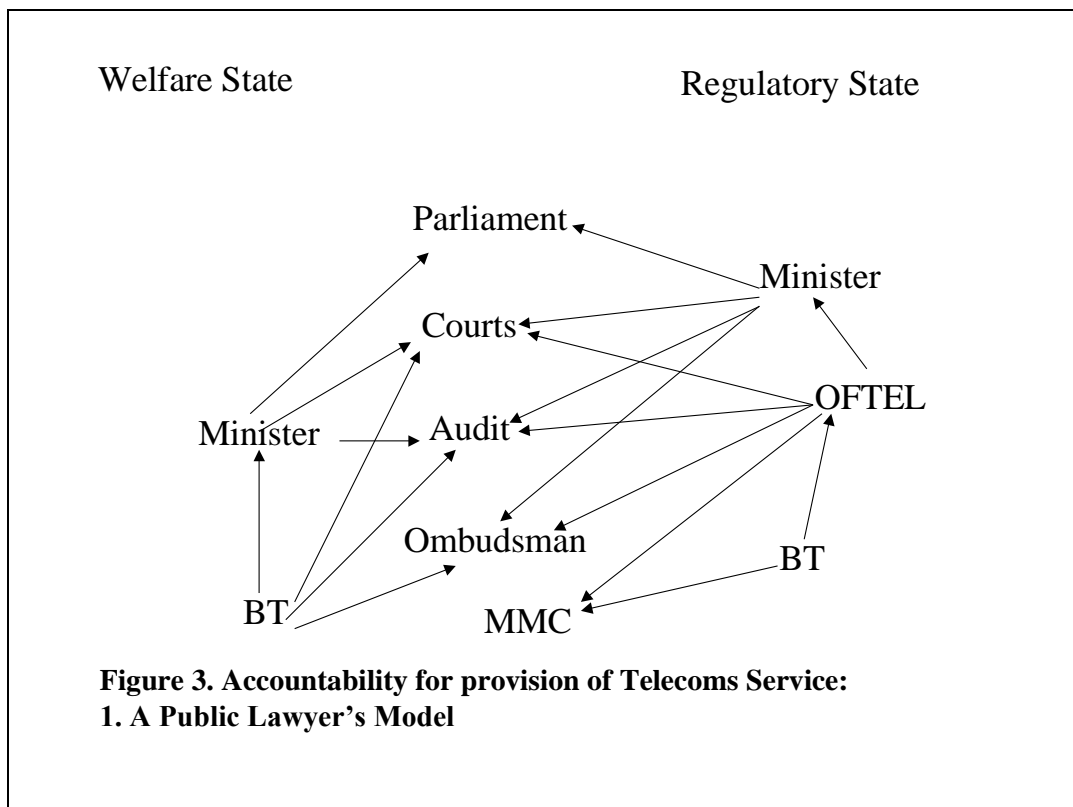 Welfare State
Regulatory State
Parliament
Minister
Courts
OFTEL
Minister
Audit
Ombudsman
BT
BT
MMC
Figure 3. Accountability for provision of Telecoms Service:
1. A Public Lawyer's Model